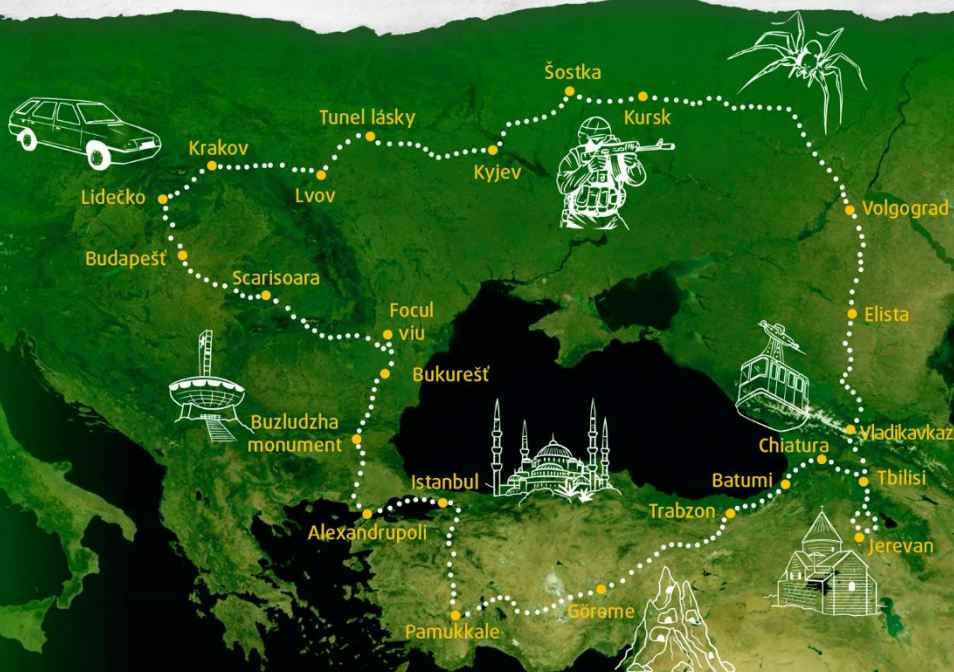 Šostka
Tunel lásky
Kursk
Krakov
Kyjev
Lvov
Lidečko
Volgograd
Budapešť
Scarisoara
Focul
viu
Elista
Bukurešť
Buzludzha
monument
Vladikavkaz
Chiatura
Istanbul
Batumi
Tbilisi
Trabzon
Alexandrupoli
Jerevan
Göreme
Pamukkale